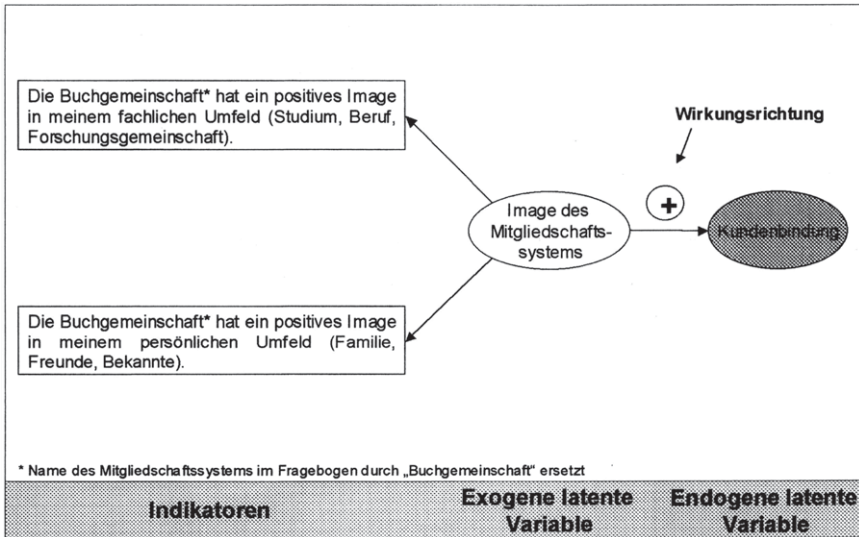 Die Buchgemeinschaft* hat ein positives Image
in meinem fachlichen Umfeld (Studium, Beruf,
Forschungsgemeinschaft).
Wirkungsrichtung
+
Image des
Mitgliedschafts-
systems
Kundenbindung
Die Buchgemeinschaft* hat ein positives Image
in meinem persönlichen Umfeld (Familie,
Freunde, Bekannte).
* Name des Mitgliedschaftssystems im Fragebogen durch „Buchgemeinschaft" ersetzt
Indikatoren
Exogene latente
Variable
Endogene latente
Variable